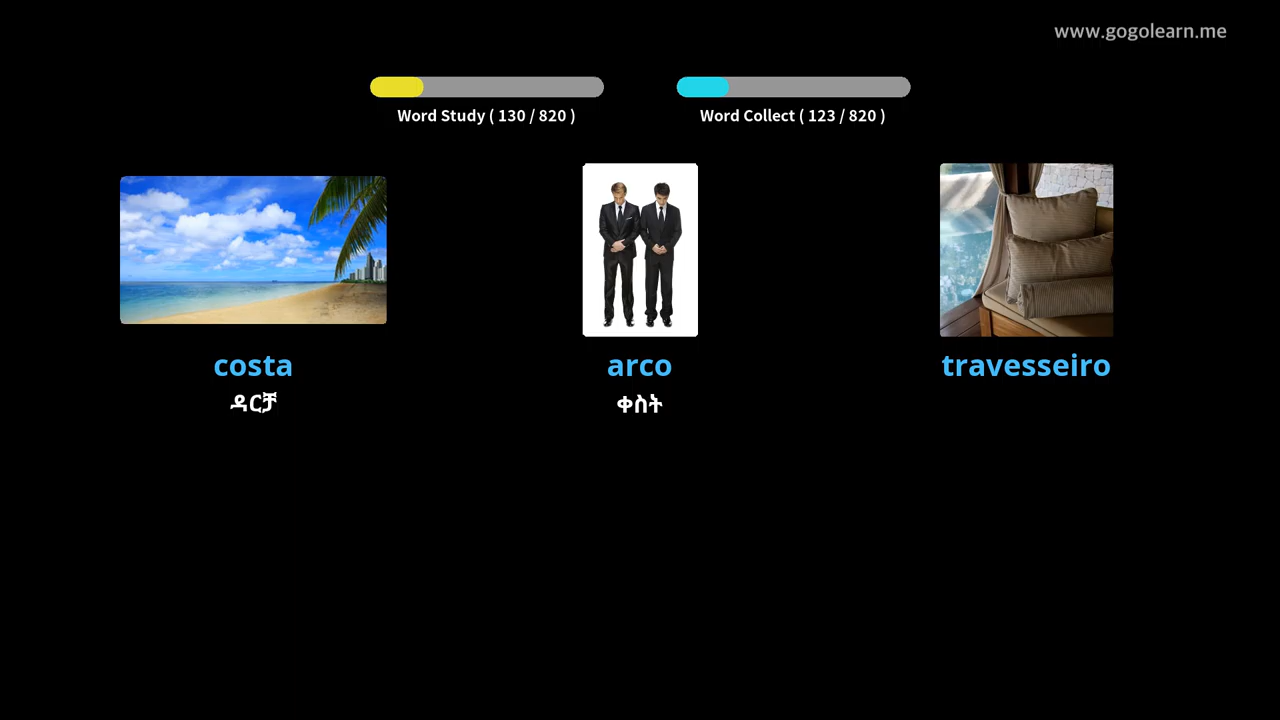 www.gogolearn.me
Word Study ( 130 / 820 )
Word Collect ( 123 / 820 )
costa
arco
travesseiro
ዳርቻ
ቀስት